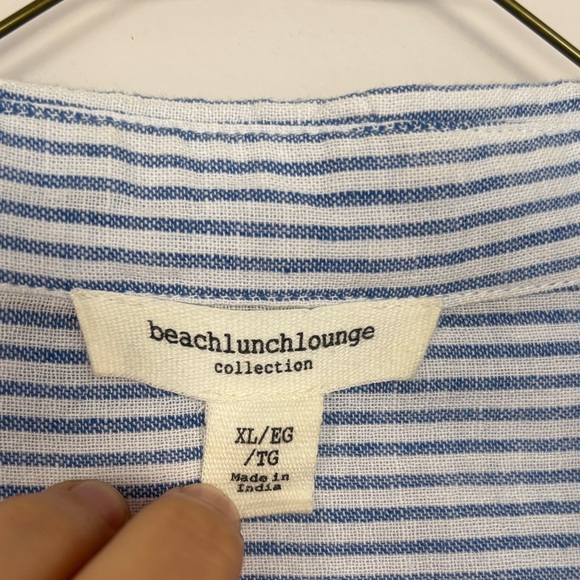 beachlunchlounge
collection
XL/EG
/TG
Made in
India